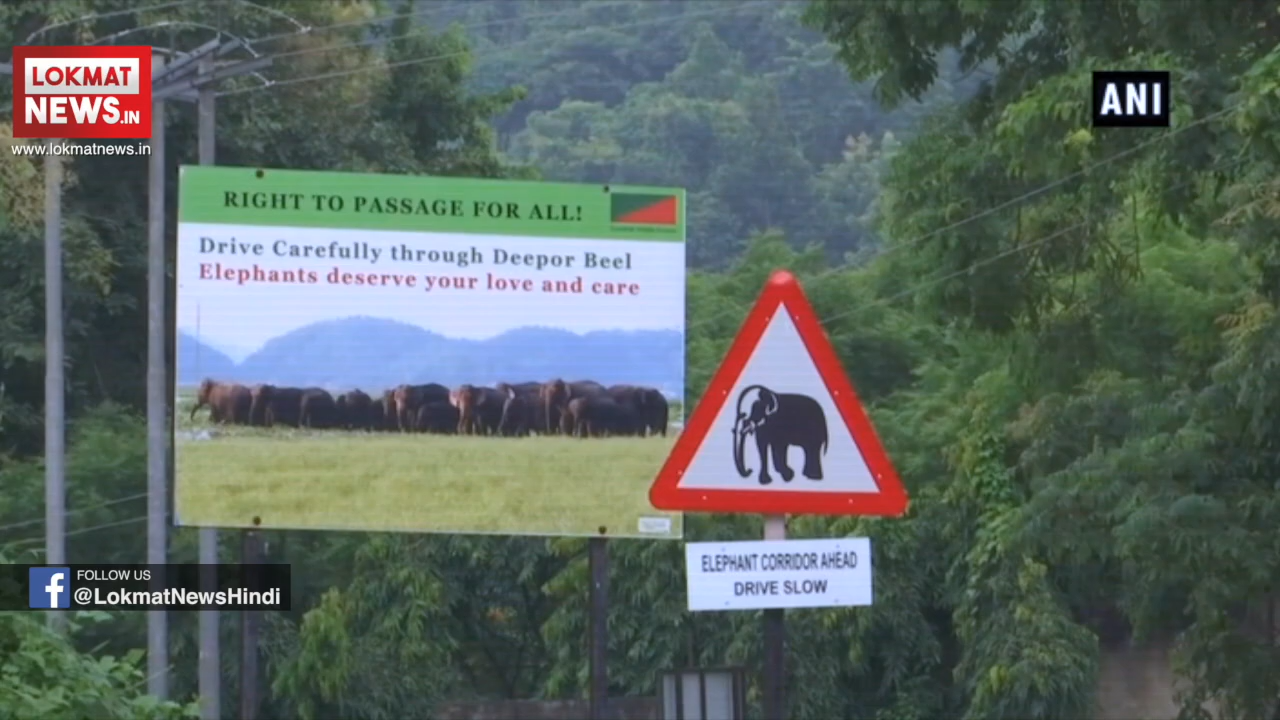 LOKMAT
NEWS.IN
www.lokmatnews.in
ANI
RIGHT TO PASSAGE FOR ALL!
Drive Carefully through Deepor Beel
Elephants deserve your love and care
ELEPHANT CORRIDOR AHEAD
DRIVE SLOW
FOLLOW US
@LokmatNewsHindi